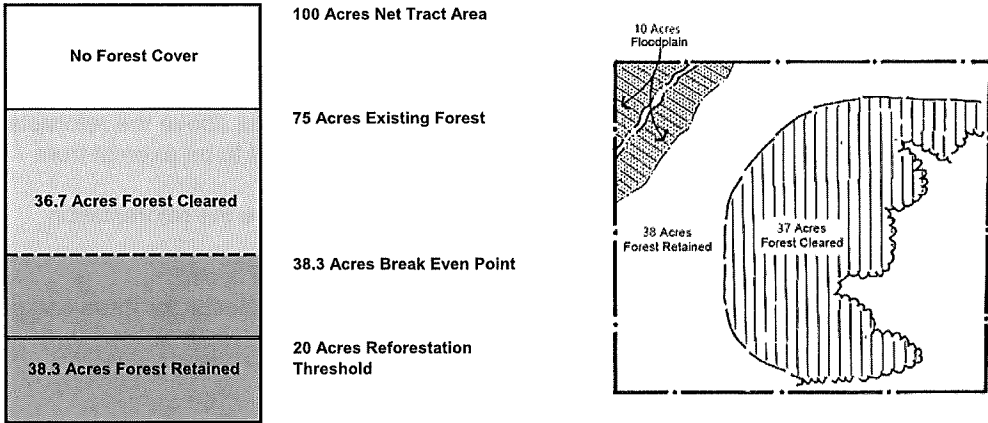 100 Acres Net Tract Area
No Forest Cover
75 Acres Existing Forest
36.7 Acres Forest Cleared
38.3 Acres Break Even Point
20 Acres Reforestation
Threshold
38.3 Acres Forest Retained
10 Acres
Floodplain
38 Acres
Forest Retained
37 Acres
Forest Cleared